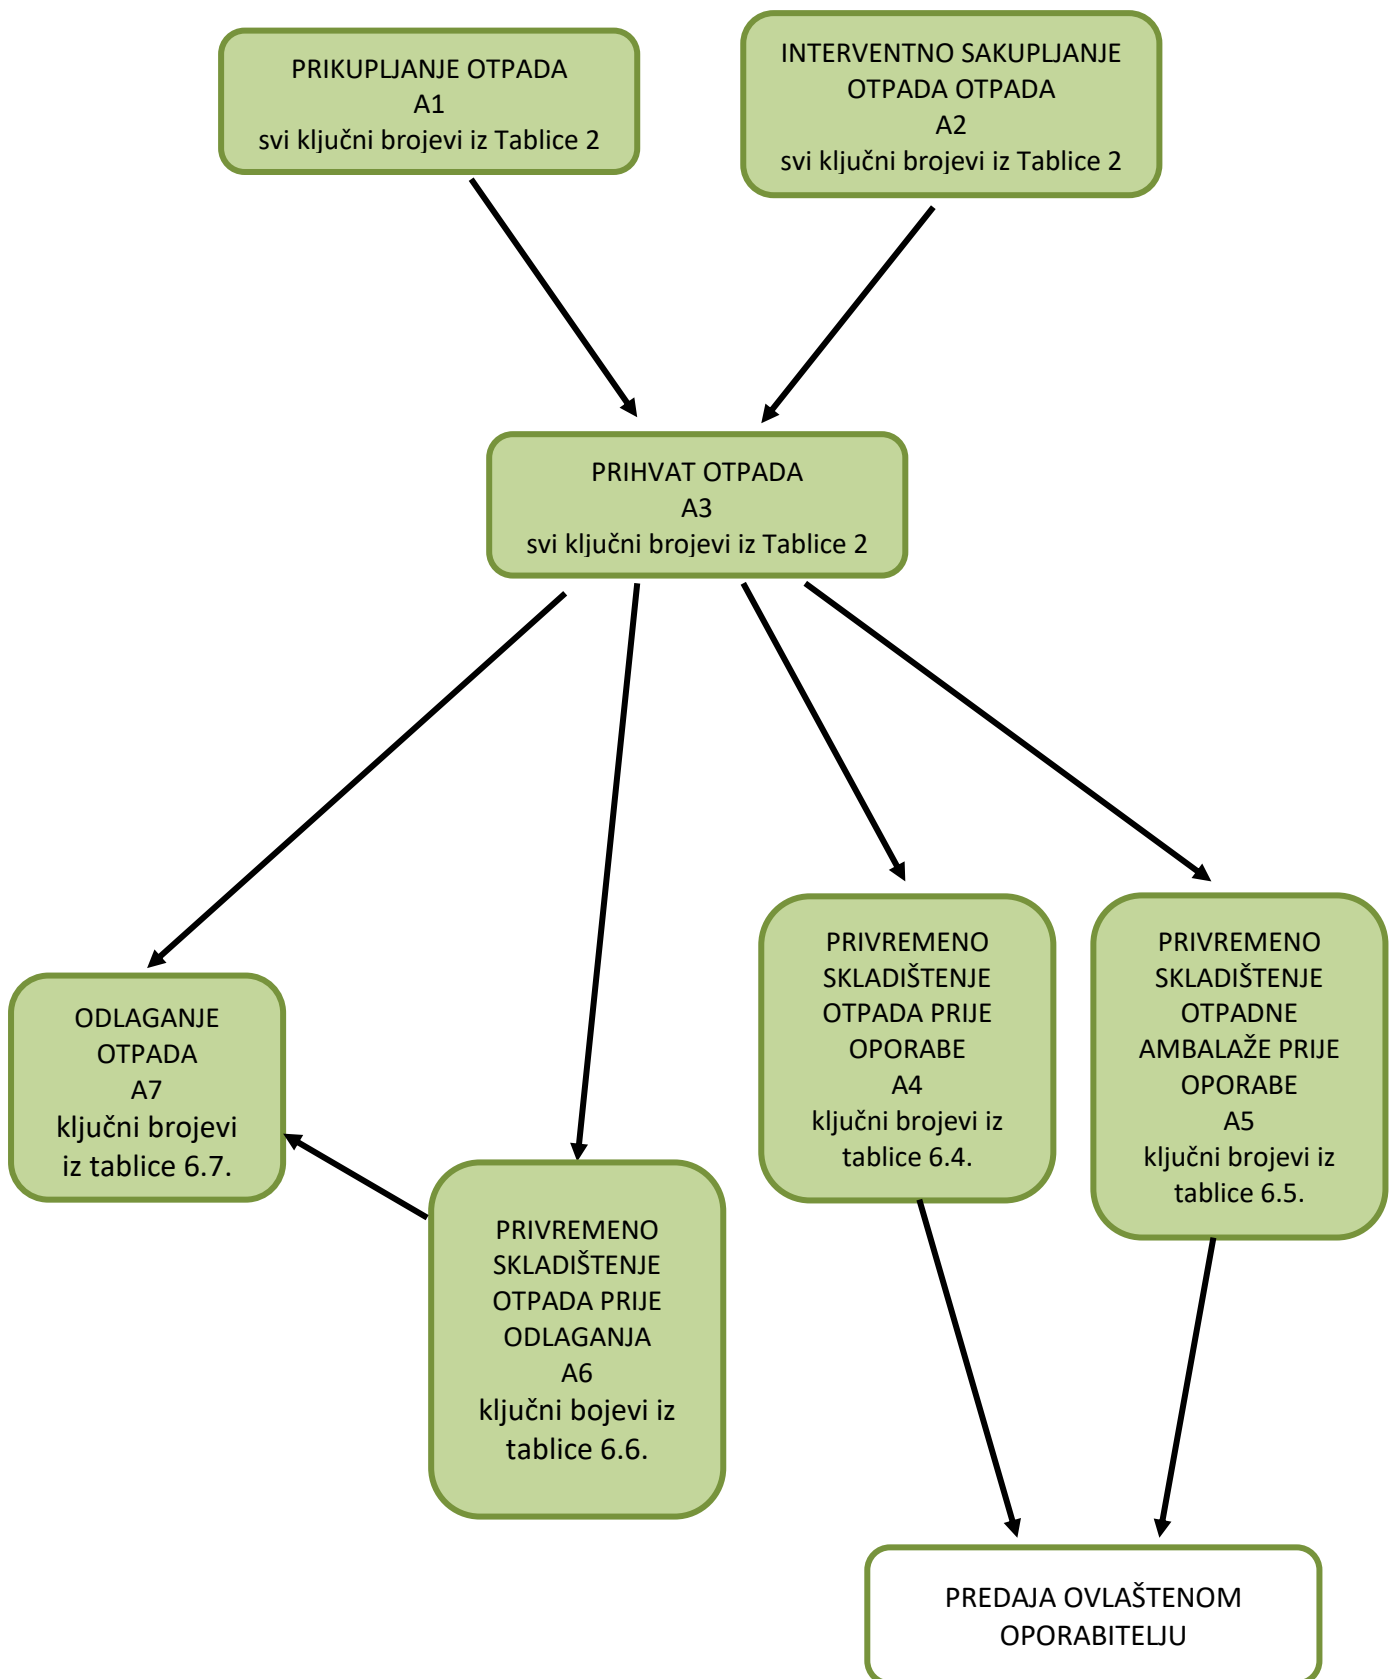 PRIKUPLJANJE OTPADA
A1
svi ključni brojevi iz Tablice 2
INTERVENTNO SAKUPLJANJE
OTPADA OTPADA
A2
svi ključni brojevi iz Tablice 2
PRIHVAT OTPADA
A3
svi ključni brojevi iz Tablice 2
ODLAGANJE
OTPADA
A7
ključni brojevi
iz tablice 6.7.
PRIVREMENO
SKLADIŠTENJE
OTPADA PRIJE
ODLAGANJA
A6
ključni bojevi iz
tablice 6.6.
PRIVREMENO
SKLADIŠTENJE
OTPADA PRIJE
OPORABE
A4
ključni brojevi iz
tablice 6.4.
PRIVREMENO
SKLADIŠTENJE
OTPADNE
AMBALAŽE PRIJE
OPORABE
A5
ključni brojevi iz
tablice 6.5.
PREDAJA OVLAŠTENOM
OPORABITELJU